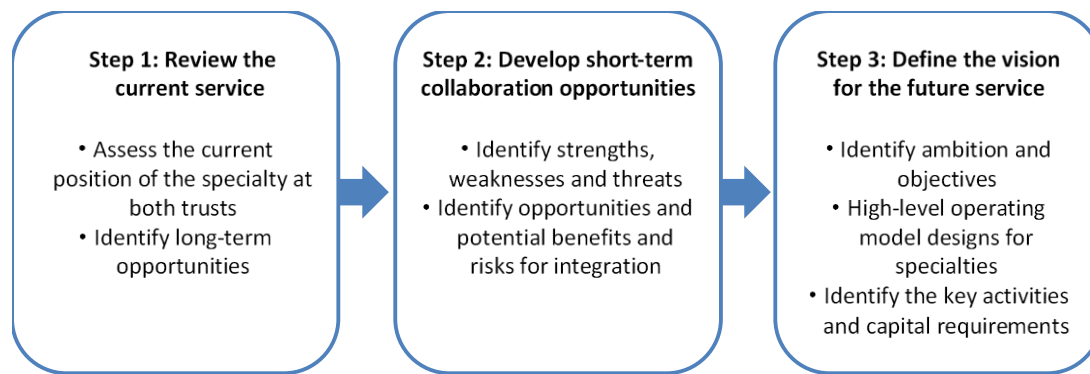 Step 1: Review the
current service
• Assess the current
position of the specialty at
both trusts
• Identify long-term
opportunities
Step 2: Develop short-term
collaboration opportunities
• Identify strengths,
weaknesses and threats
• Identify opportunities and
potential benefits and
risks for integration
Step 3: Define the vision
for the future service
• Identify ambition and
objectives
• High-level operating
model designs for
specialties
• Identify the key activities
and capital requirements